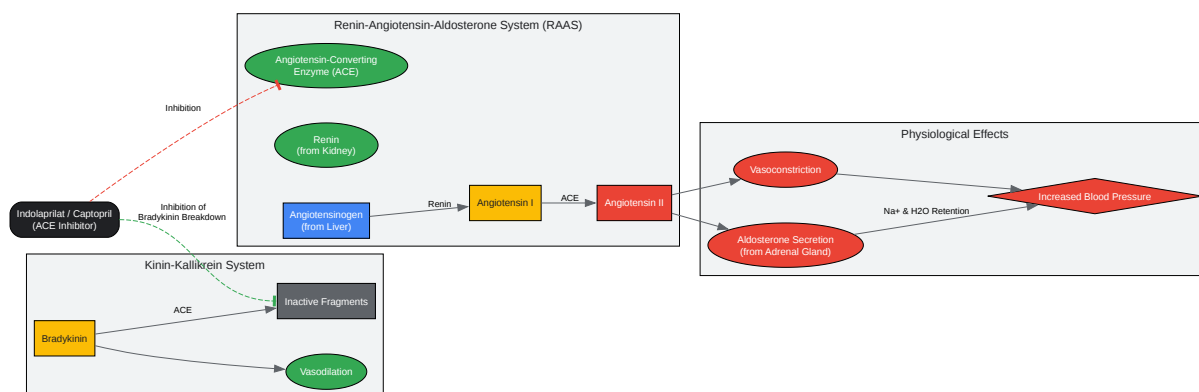 Renin-Angiotensin-Aldosterone System (RAAS)
Angiotensin-Converting
Enzyme (ACE)
Inhibition
Renin
(from Kidney)
Physiological Effects
Vasoconstriction
Angiotensin I
ACE
Angiotensin II
Increased Blood Pressure
Renin
Angiotensinogen
(from Liver)
Na+ & H2O Retention
Inhibition of
Bradykinin Breakdown
Indolaprilat / Captopril
(ACE Inhibitor)
Aldosterone Secretion
(from Adrenal Gland)
Kinin-Kallikrein System
Inactive Fragments
ACE
Bradykinin
Vasodilation